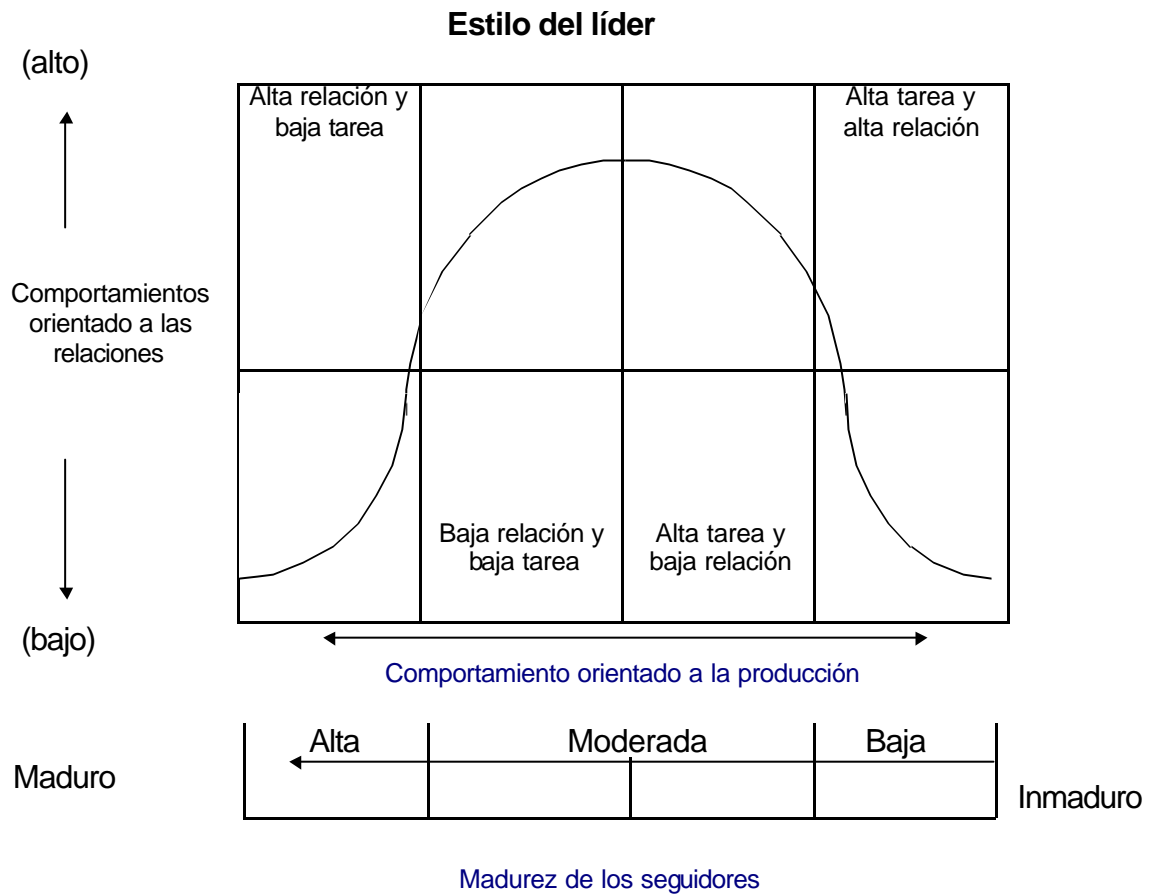 Estilo del líder
(alto)
Alta relación y
baja tarea
Alta tarea y
alta relación
Comportamientos
orientado a las
relaciones
Baja relación y
baja tarea
Alta tarea y
baja relación
(bajo)
Comportamiento orientado a la producción
Alta
Moderada
Baja
Maduro
Inmaduro
Madurez de los seguidores